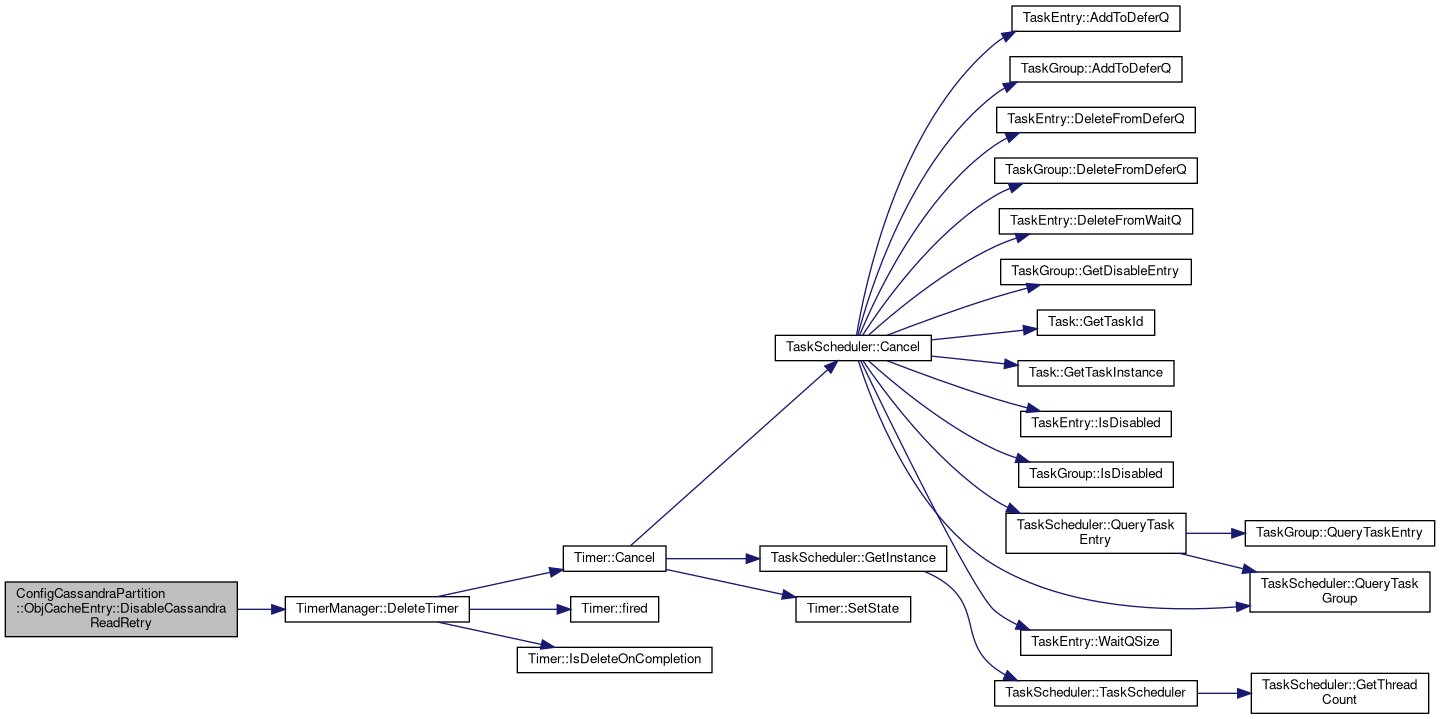 ConfigCassandraPartition
::ObjCacheEntry::DisableCassandra
ReadRetry
TimerManager::DeleteTimer
Timer::Cancel
Timer::fired
Timer::IsDeleteOnCompletion
TaskScheduler::Cancel
TaskScheduler::GetInstance
Timer::SetState
TaskEntry::AddToDeferQ
TaskGroup::AddToDeferQ
TaskEntry::DeleteFromDeferQ
TaskGroup::DeleteFromDeferQ
TaskEntry::DeleteFromWaitQ
TaskGroup::GetDisableEntry
Task::GetTaskId
Task::GetTaskInstance
TaskEntry::IsDisabled
TaskGroup::IsDisabled
TaskScheduler::QueryTask
Entry
TaskEntry::WaitQSize
TaskScheduler::TaskScheduler
TaskGroup::QueryTaskEntry
TaskScheduler::QueryTask
Group
TaskScheduler::GetThread
Count